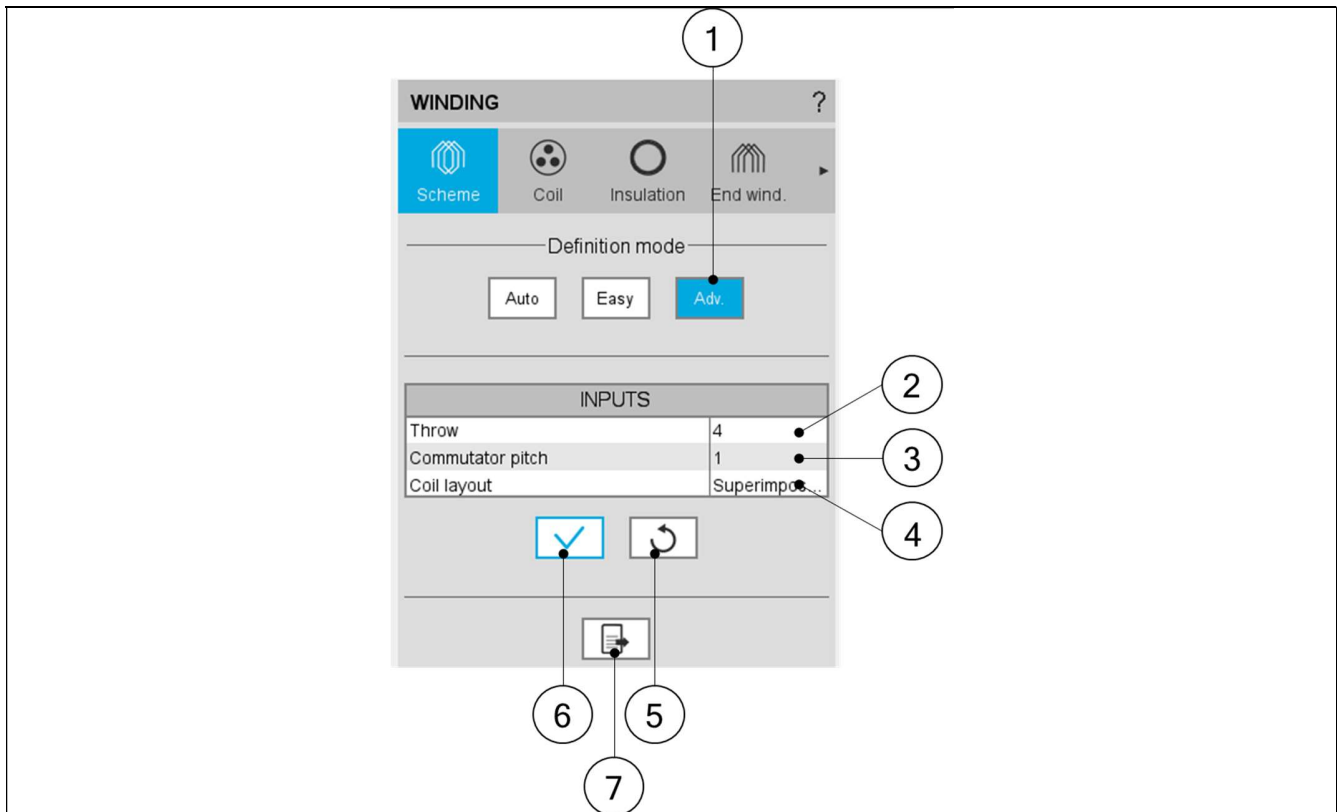 1
WINDING ?
Scheme Coil Insulation End wind.
Definition mode
Auto Easy Adv.
INPUTS
Throw 4
Commutator pitch 1
Coil layout Superimpos...
2
3
4
6 5
7